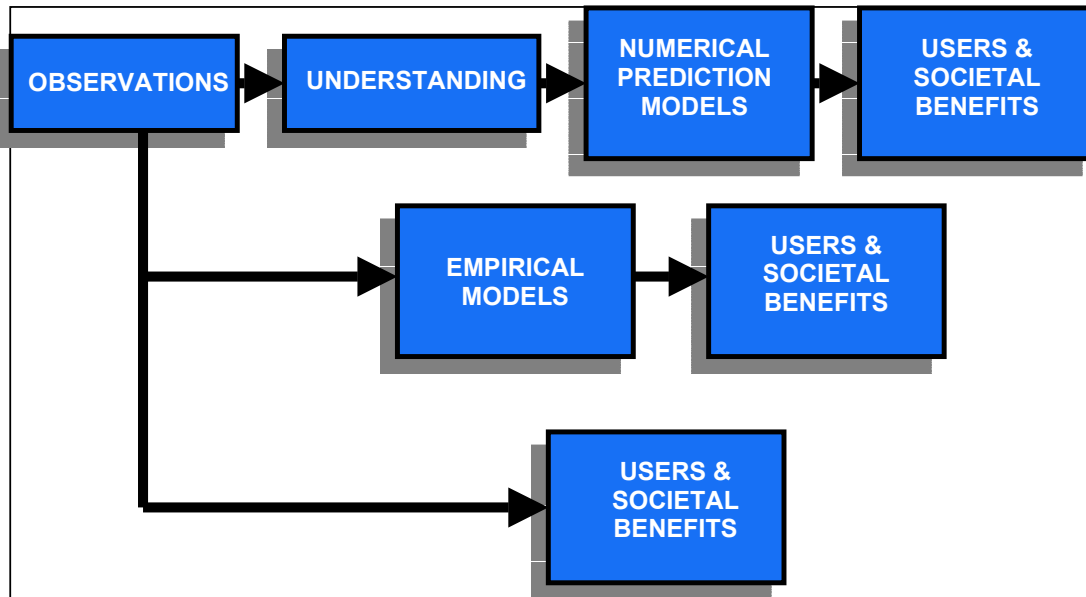 OBSERVATIONS
UNDERSTANDING
NUMERICAL
PREDICTION
MODELS
USERS &
SOCIETAL
BENEFITS
EMPIRICAL
MODELS
USERS &
SOCIETAL
BENEFITS
USERS &
SOCIETAL
BENEFITS